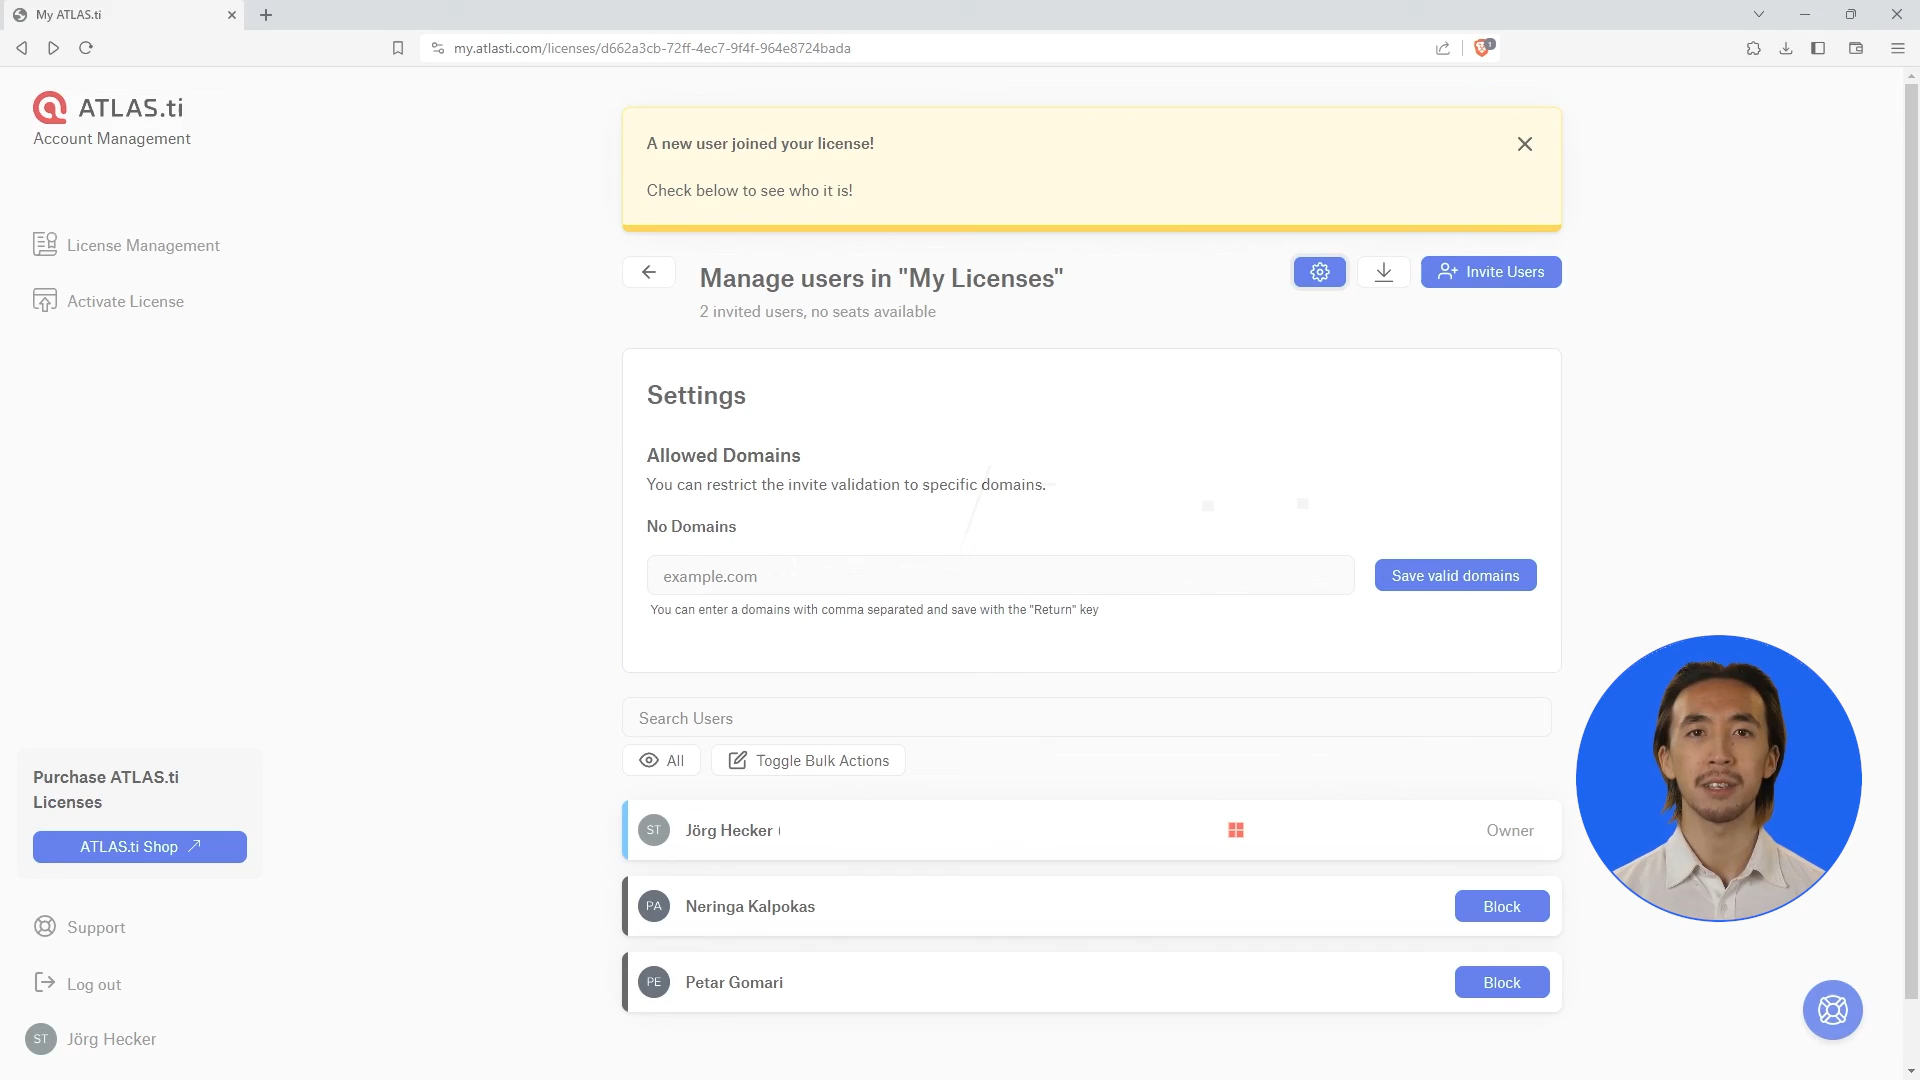 My ATLAS.ti
my.atlasti.com/licenses/d662a3cb-72ff-4ec7-9f4f-964e8724bada
1
ATLAS.ti
Account Management
License Management
Activate License
A new user joined your license!
Check below to see who it is!
Manage users in "My Licenses"
2 invited users, no seats available
Invite Users
Settings
Allowed Domains
You can restrict the invite validation to specific domains.
No Domains
example.com
Save valid domains
You can enter a domains with comma separated and save with the "Return" key
Search Users
All
Toggle Bulk Actions
ST
Jörg Hecker (
Owner
PA
Neringa Kalpokas
Block
PE
Petar Gomari
Block
Purchase ATLAS.ti
Licenses
ATLAS.ti Shop
Support
Log out
ST
Jörg Hecker